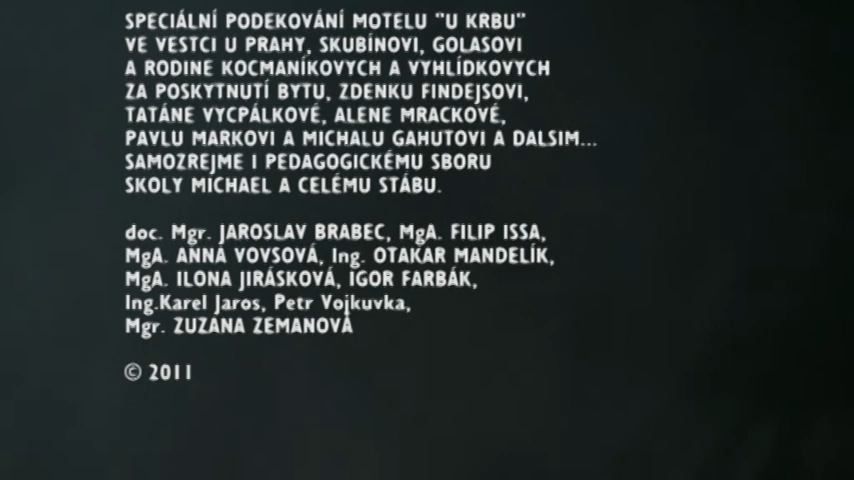 SPECIÁLNÍ PODEKOVÁNÍ MOTELU "U KRBU"
VE VESTCI U PRAHY, SKUBÍNOVI, GOLASOVI
A RODINE KOCMANÍKOVYCH A VYHLÍDKOVYCH
ZA POSKYTNUTÍ BYTU, ZDENKU FINDEJSOVI,
TATÁNE VYCPÁLKOVÉ, ALENE MRACKOVÉ,
PAVLU MARKOVI A MICHALU GAHUTOVI A DALSIM...
SAMOZREJME I PEDAGOGICKÉMU SBORU
SKOLY MICHAEL A CELÉMU STÁBU.
doc. Mgr. JAROSLAV BRABEC, MgA. FILIP ISSA,
MgA. ANNA VOVSOVÁ, Ing. OTAKAR MANDELÍK,
MgA. ILONA JIRÁSKOVÁ, IGOR FARBÁK,
Ing.Karel Jaros, Petr Vojkuvka,
Mgr. ZUZANA ZEMANOVÁ
© 2011